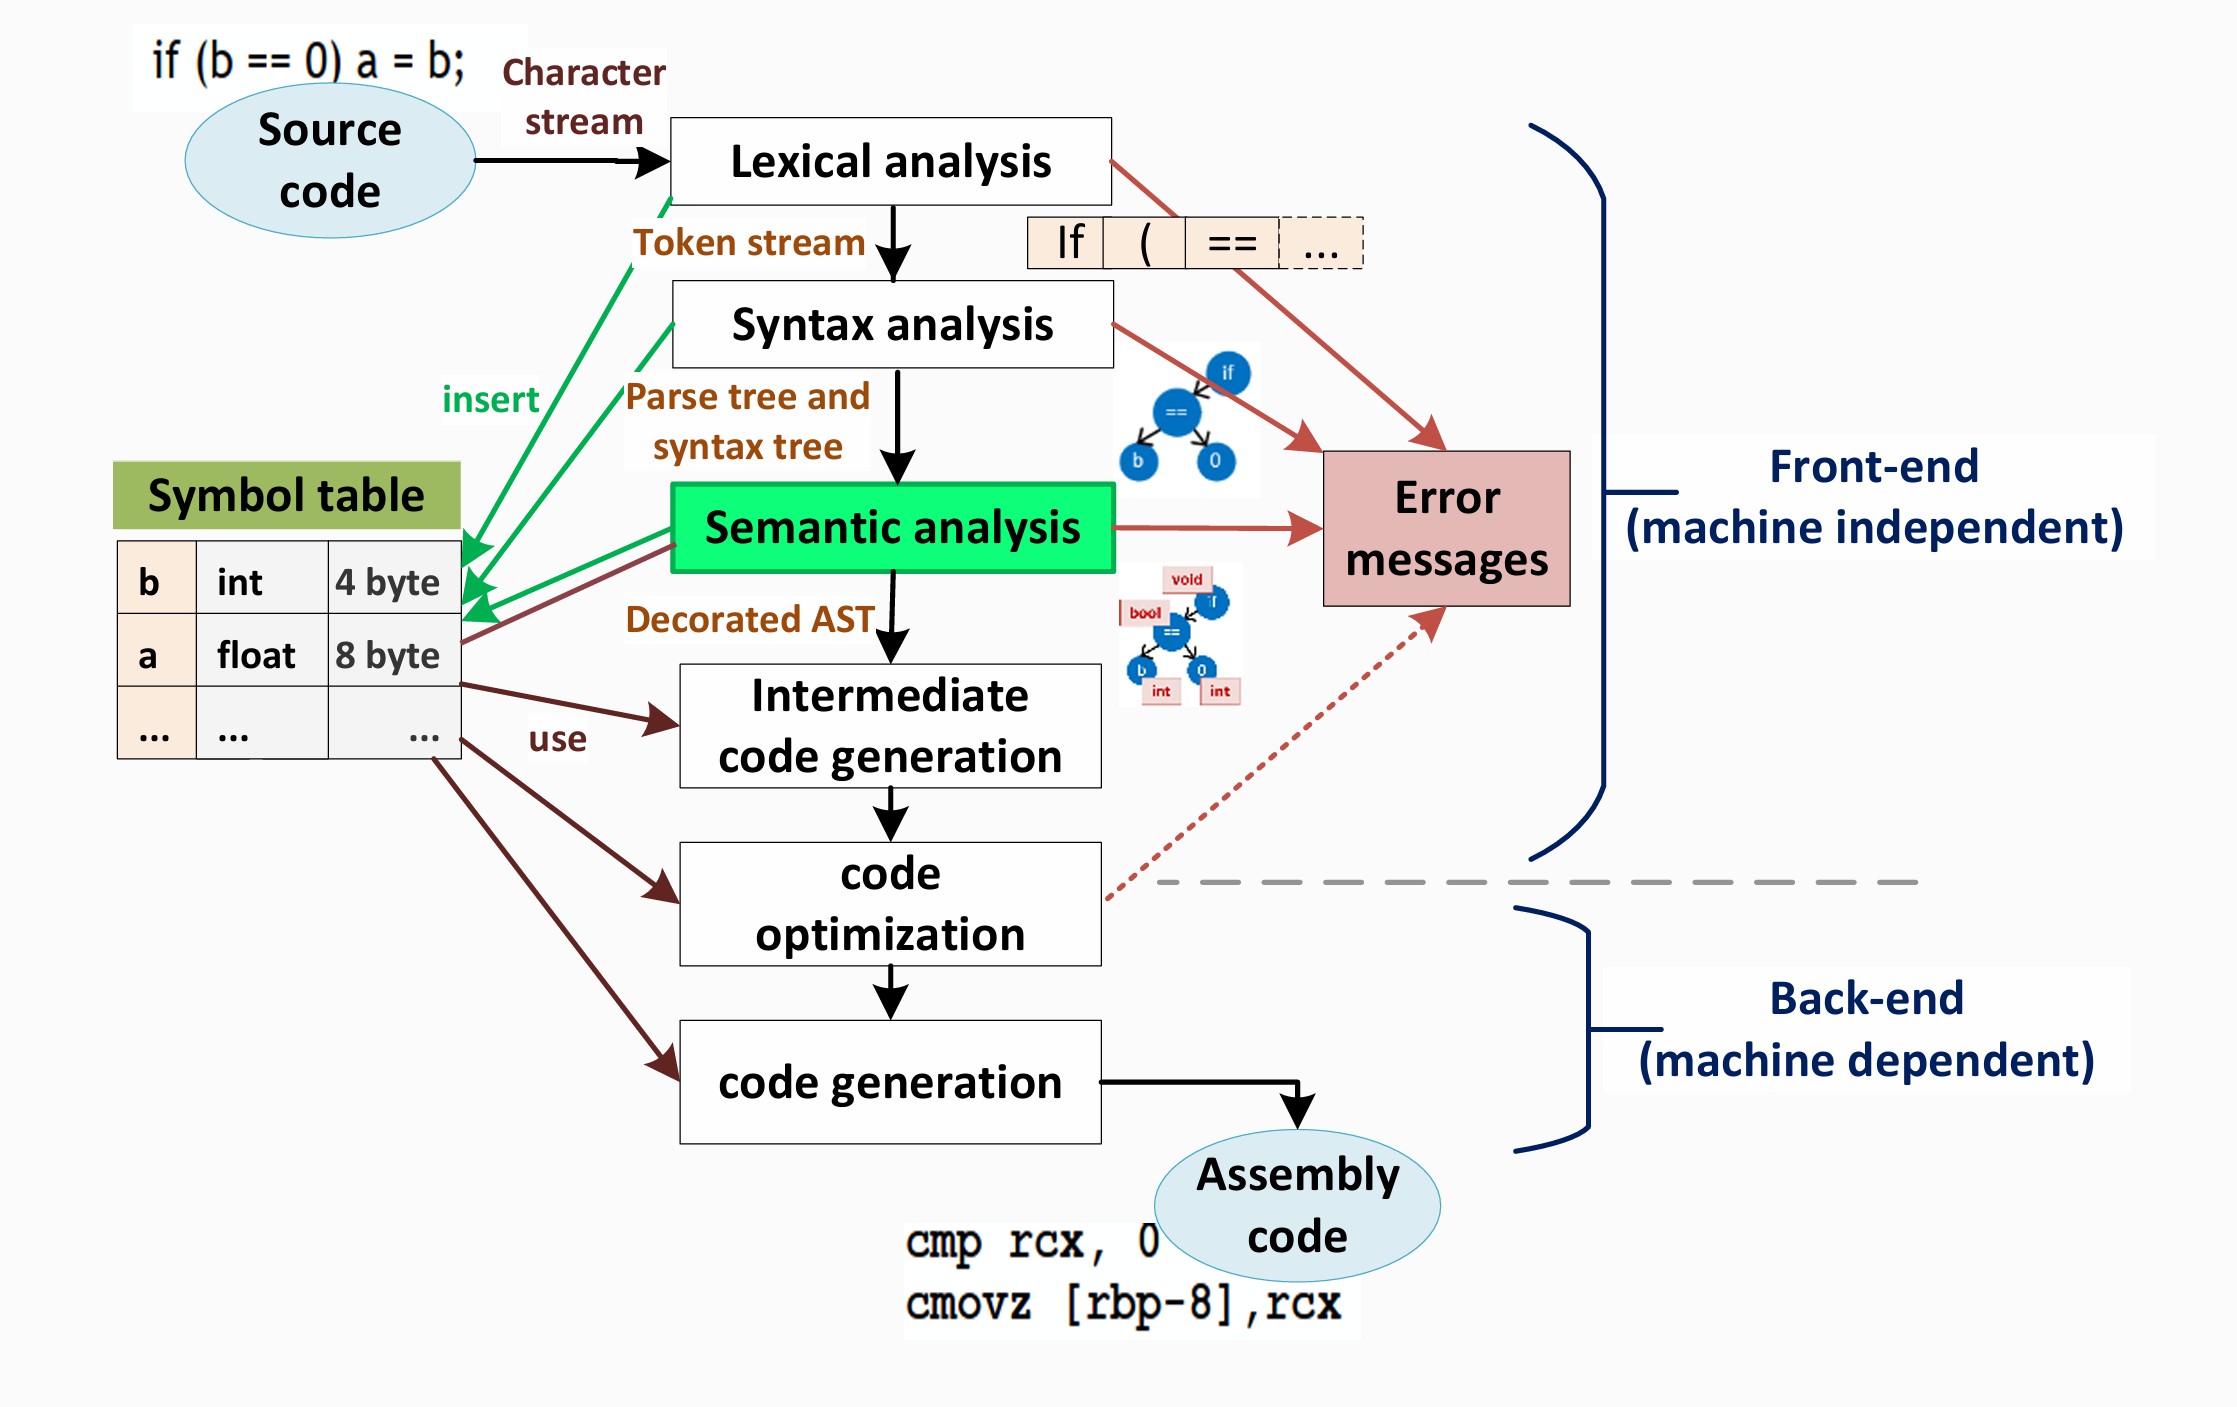 if (b == 0) a = b;
Source
code
Character
stream
Lexical analysis
Token stream
If ( == ...
Syntax analysis
insert
Parse tree and
syntax tree
if
==
b 0
Symbol table
b int 4 byte
a float 8 byte
... ... ...
Semantic analysis
Error
messages
Front-end
(machine independent)
Decorated AST
void
if
bool
==
b 0
int int
use
Intermediate
code generation
code
optimization
code generation
Back-end
(machine dependent)
Assembly
code
cmp rcx, 0
cmovz [rbp-8],rcx